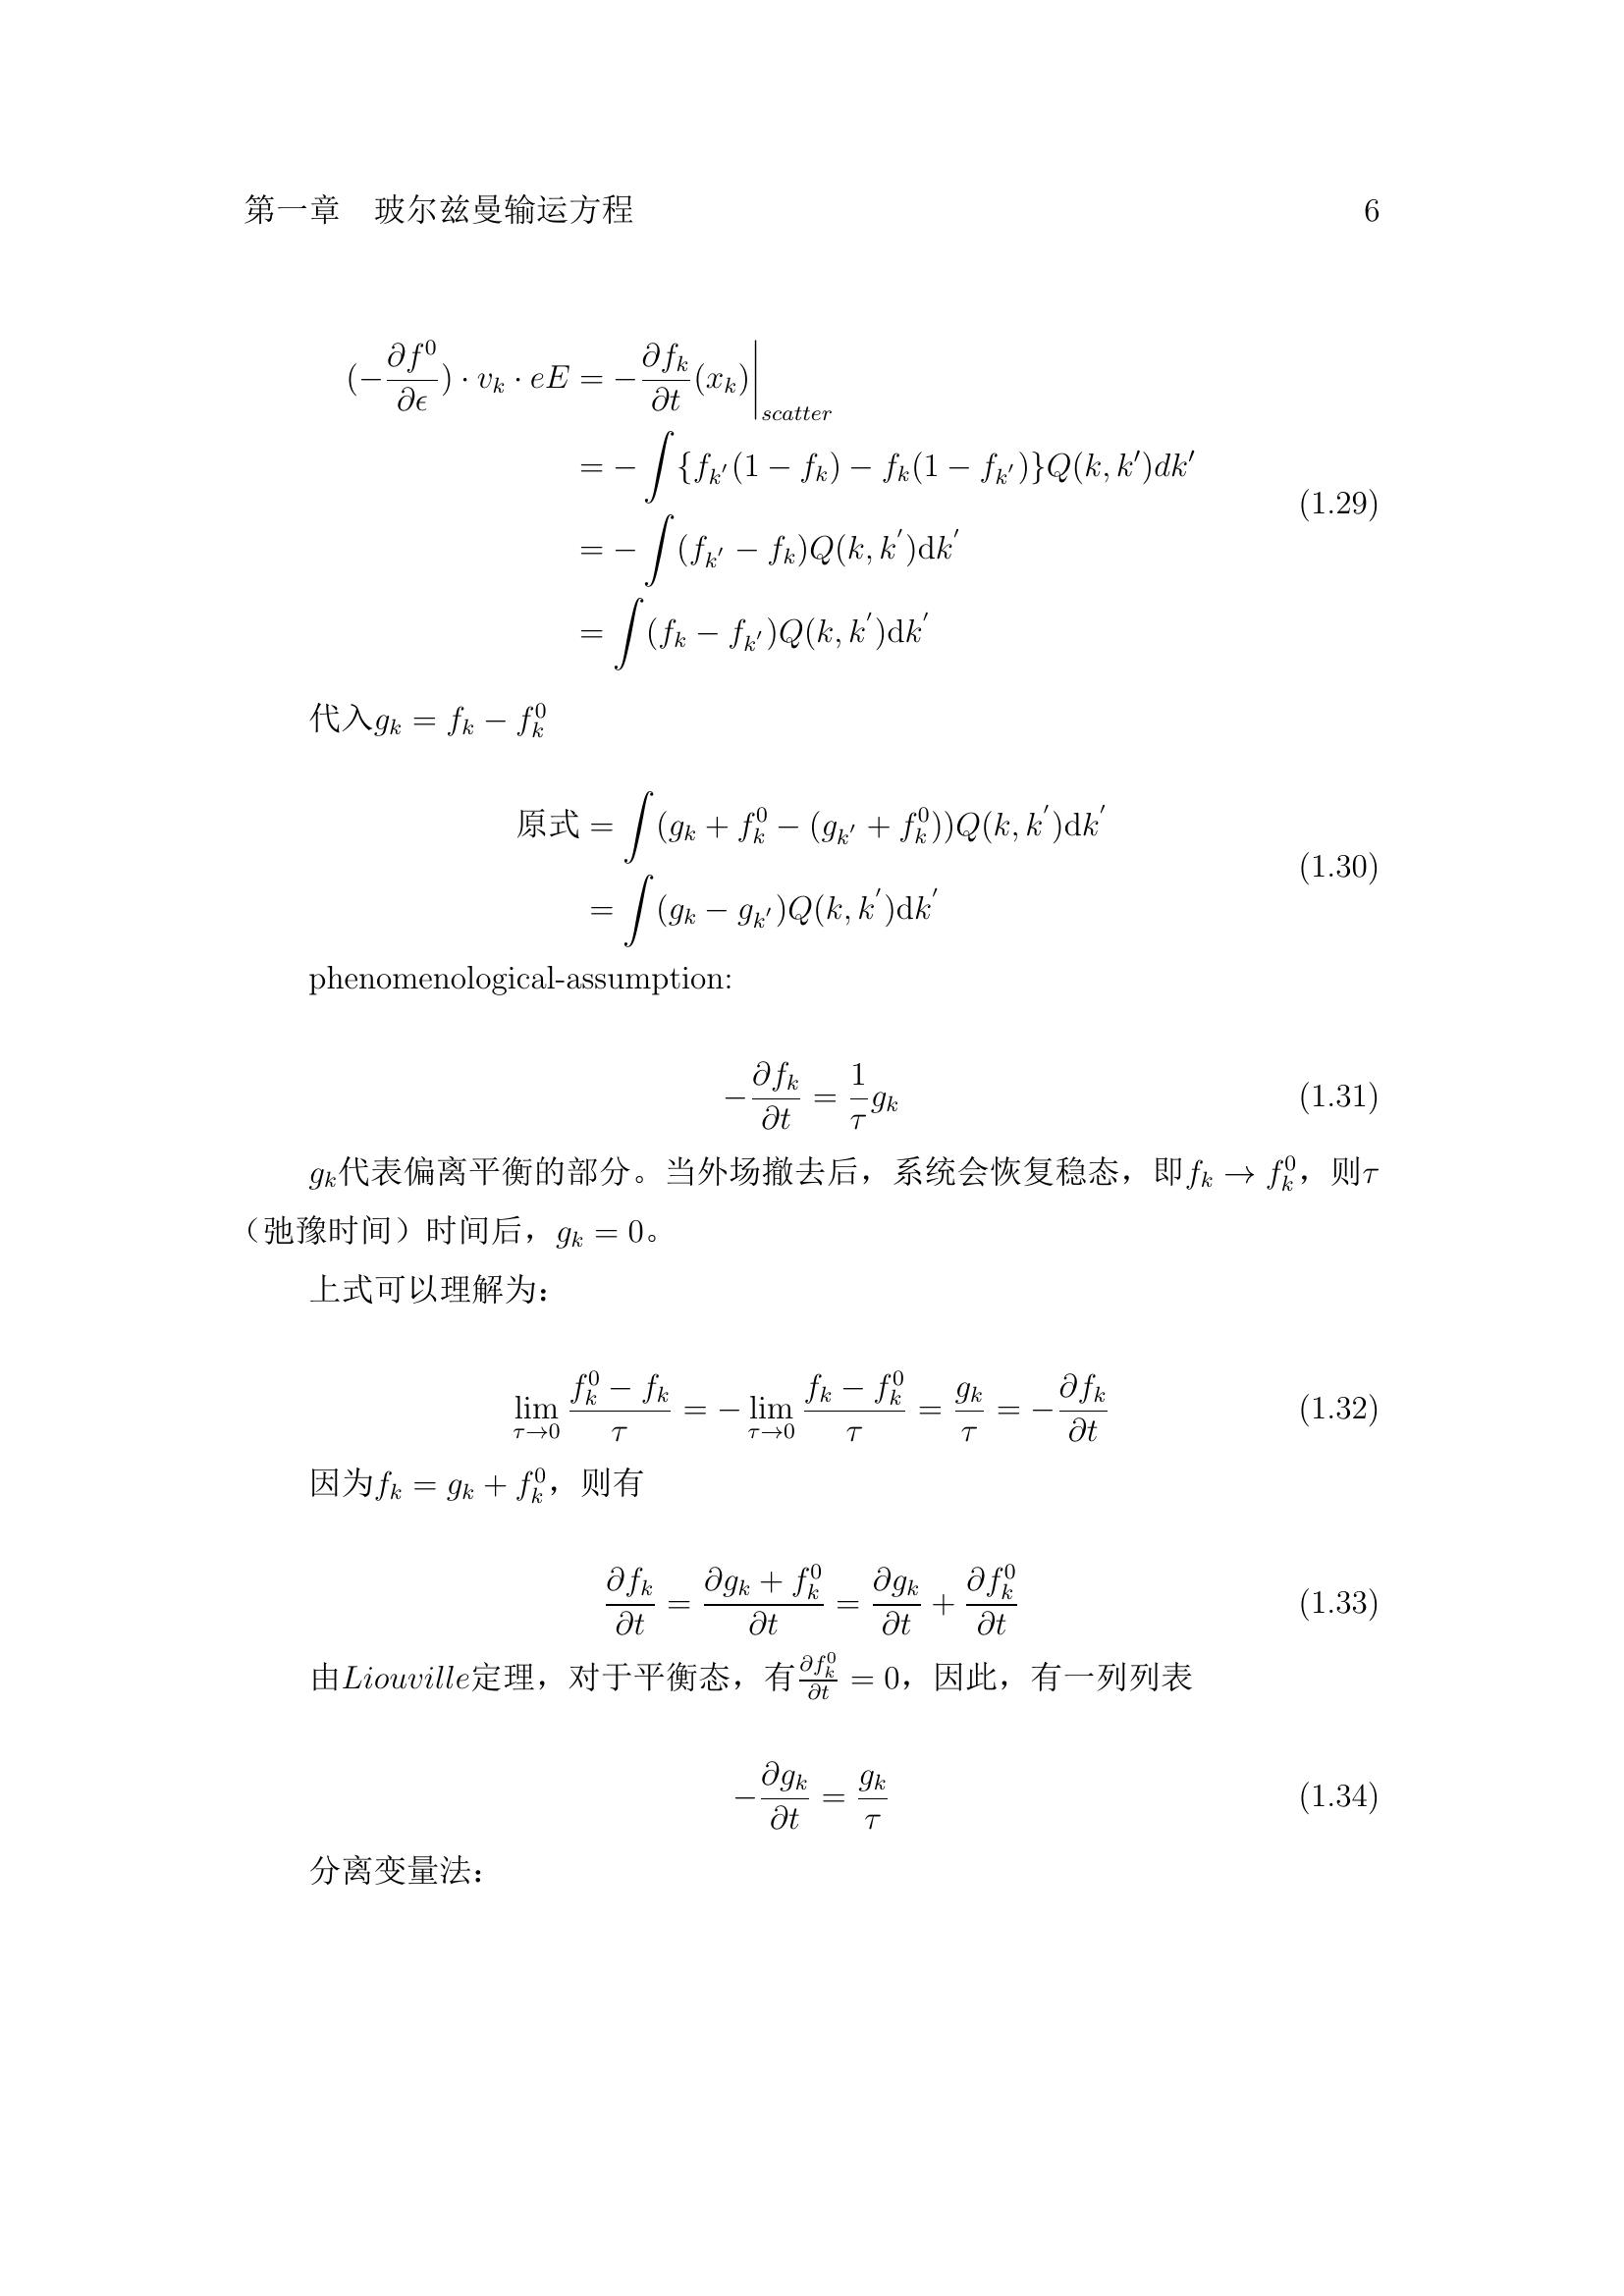 第一章　玻尔兹曼输运方程 6
$(-\frac{\partial f^0}{\partial \epsilon}) \cdot v_k \cdot eE = -\frac{\partial f_k}{\partial t}(x_k)\Big|_{scatter}$
$= -\int \{f_{k'}(1 - f_k) - f_k(1 - f_{k'})\}Q(k, k')dk'$
(1.29)
$= -\int (f_{k'} - f_k)Q(k, k')\mathrm{d}k'$
$= \int (f_k - f_{k'})Q(k, k')\mathrm{d}k'$
代入$g_k = f_k - f_k^0$
原式$= \int (g_k + f_k^0 - (g_{k'} + f_k^0))Q(k, k')\mathrm{d}k'$
(1.30)
$= \int (g_k - g_{k'})Q(k, k')\mathrm{d}k'$
phenomenological-assumption:
$-\frac{\partial f_k}{\partial t} = \frac{1}{\tau}g_k$ (1.31)
$g_k$代表偏离平衡的部分。当外场撤去后，系统会恢复稳态，即$f_k \to f_k^0$，则$\tau$
（弛豫时间）时间后，$g_k = 0$。
上式可以理解为：
$\lim_{\tau \to 0} \frac{f_k^0 - f_k}{\tau} = -\lim_{\tau \to 0} \frac{f_k - f_k^0}{\tau} = \frac{g_k}{\tau} = -\frac{\partial f_k}{\partial t}$ (1.32)
因为$f_k = g_k + f_k^0$，则有
$\frac{\partial f_k}{\partial t} = \frac{\partial g_k + f_k^0}{\partial t} = \frac{\partial g_k}{\partial t} + \frac{\partial f_k^0}{\partial t}$ (1.33)
由$Liouville$定理，对于平衡态，有$\frac{\partial f_k^0}{\partial t} = 0$，因此，有一列列表
$-\frac{\partial g_k}{\partial t} = \frac{g_k}{\tau}$ (1.34)
分离变量法：